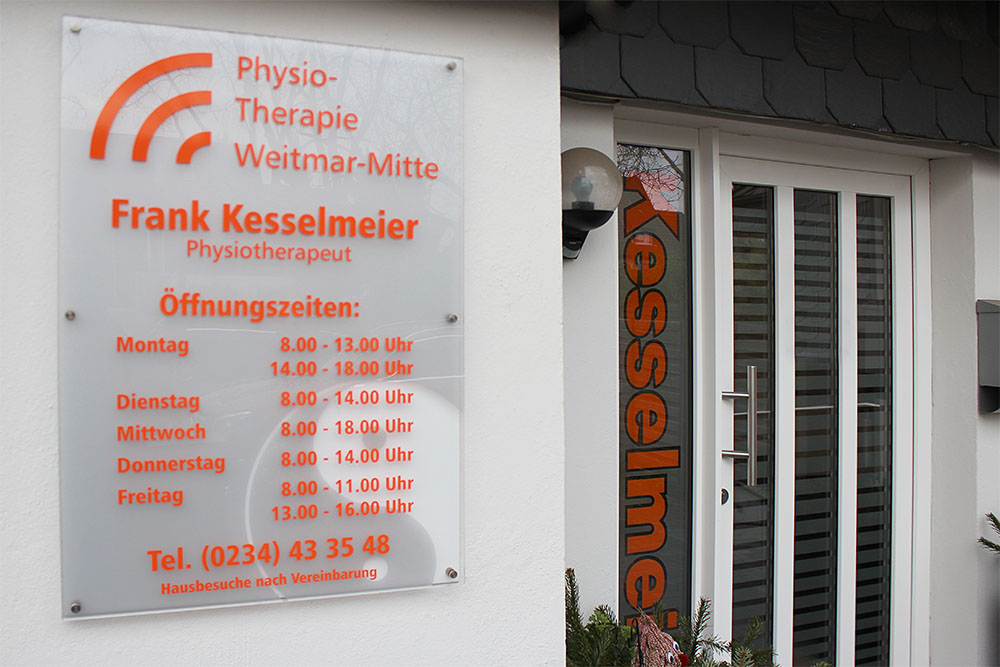 Physio-
Therapie
Weitmar-Mitte
Frank Kesselmeier
Physiotherapeut
Öffnungszeiten:
Montag 8.00 - 13.00 Uhr
14.00 - 18.00 Uhr
Dienstag 8.00 - 14.00 Uhr
Mittwoch 8.00 - 18.00 Uhr
Donnerstag 8.00 - 14.00 Uhr
Freitag 8.00 - 11.00 Uhr
13.00 - 16.00 Uhr
Tel. (0234) 43 35 48
Hausbesuche nach Vereinbarung
Kesselmei